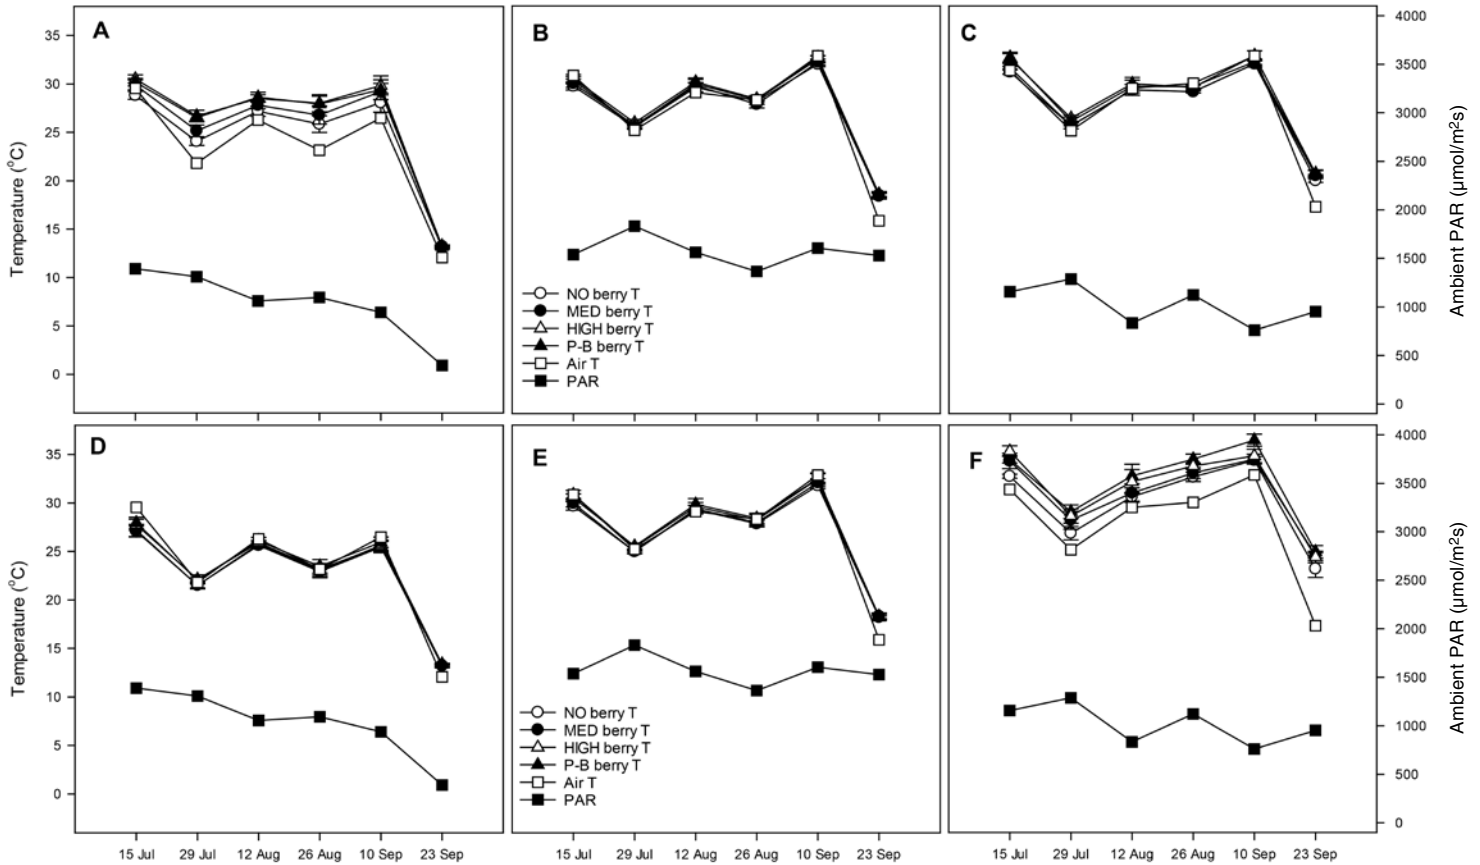 A
B
C
35
30
25
20
15
10
5
0
Temperature (°C)
4000
3500
3000
2500
2000
1500
1000
500
0
Ambient PAR (µmol/m2s)
NO berry T
MED berry T
HIGH berry T
P-B berry T
Air T
PAR
D
E
F
35
30
25
20
15
10
5
0
Temperature (°C)
4000
3500
3000
2500
2000
1500
1000
500
0
Ambient PAR (µmol/m2s)
NO berry T
MED berry T
HIGH berry T
P-B berry T
Air T
PAR
15 Jul 29 Jul 12 Aug 26 Aug 10 Sep 23 Sep
15 Jul 29 Jul 12 Aug 26 Aug 10 Sep 23 Sep
15 Jul 29 Jul 12 Aug 26 Aug 10 Sep 23 Sep